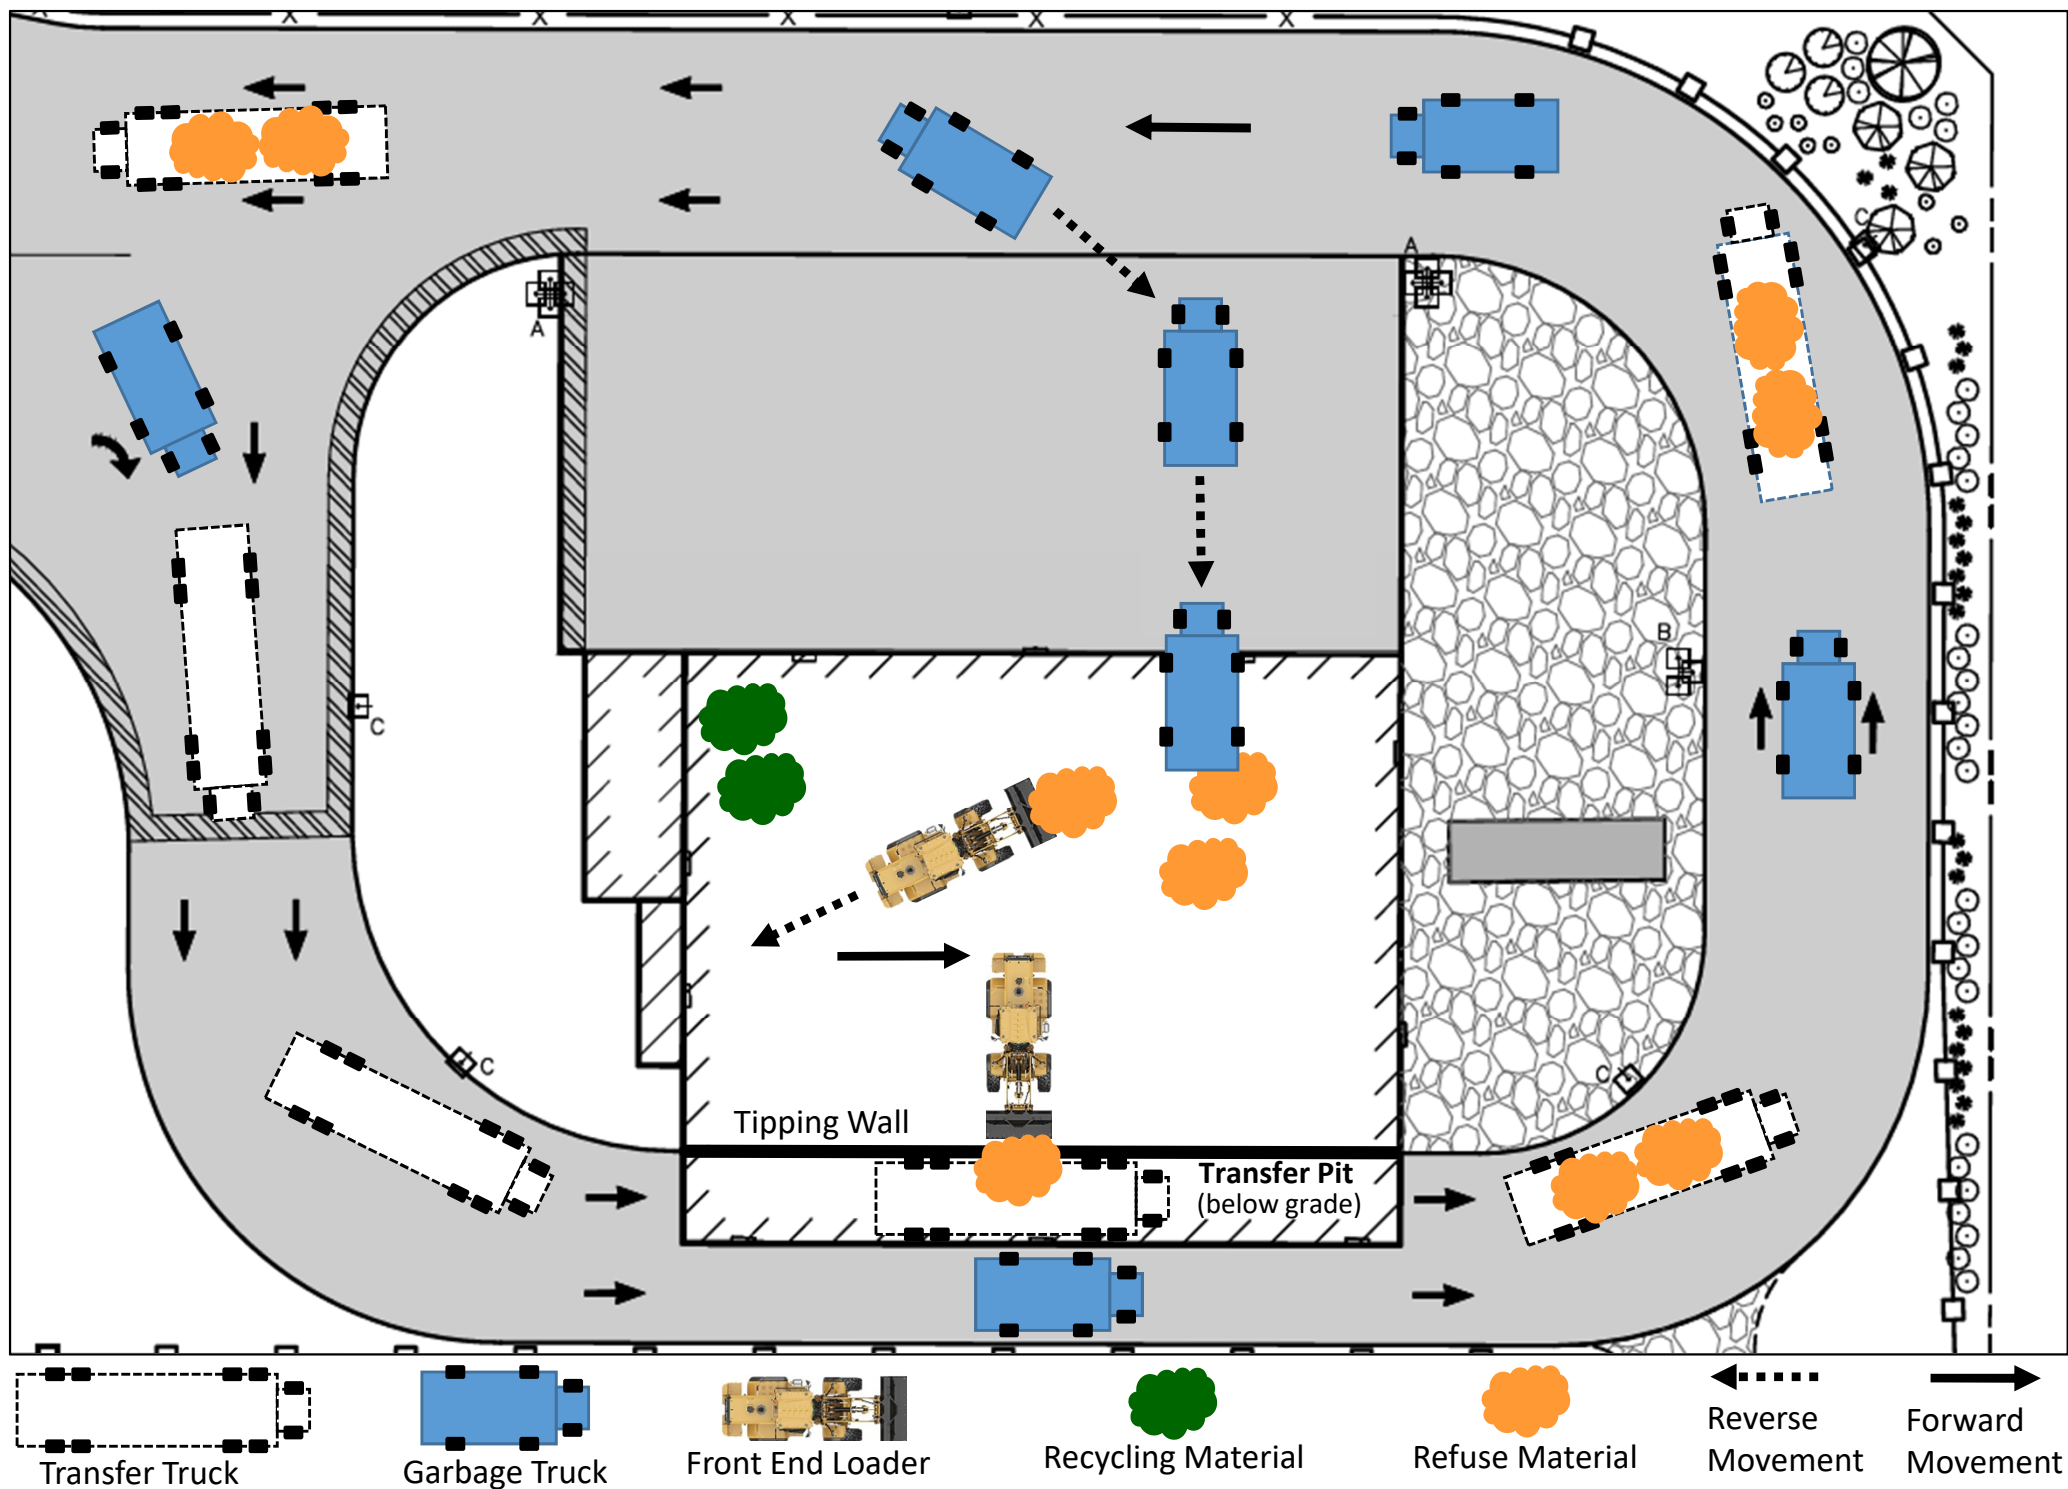 X X X X X
C
A
A
B
C
C
C
Tipping Wall
Transfer Pit
(below grade)
Transfer Truck
Garbage Truck
Front End Loader
Recycling Material
Refuse Material
Reverse
Movement
Forward
Movement